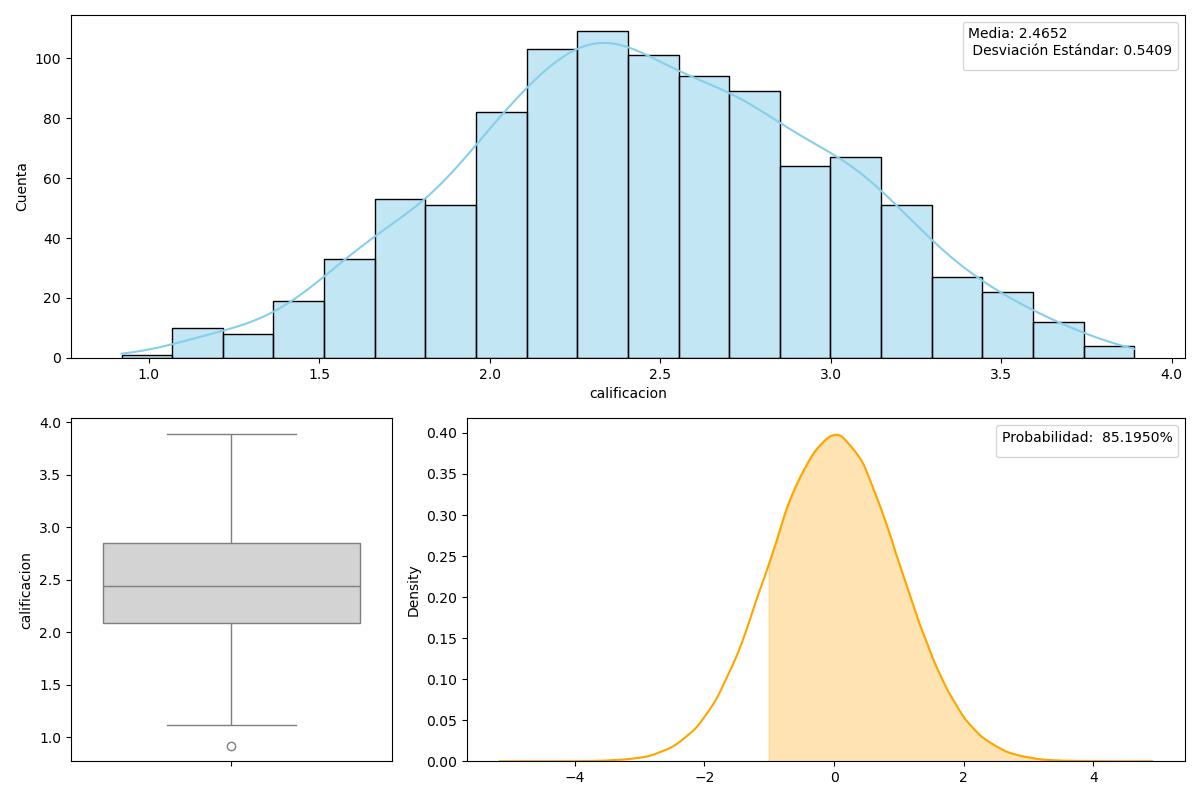 Media: 2.4652
Desviación Estándar: 0.5409
100
80
60
40
20
0
Cuenta
1.0 1.5 2.0 2.5 3.0 3.5 4.0
calificacion
4.0
3.5
3.0
2.5
2.0
1.5
1.0
calificacion
Probabilidad: 85.1950%
0.40
0.35
0.30
0.25
0.20
0.15
0.10
0.05
0.00
Density
−4 −2 0 2 4